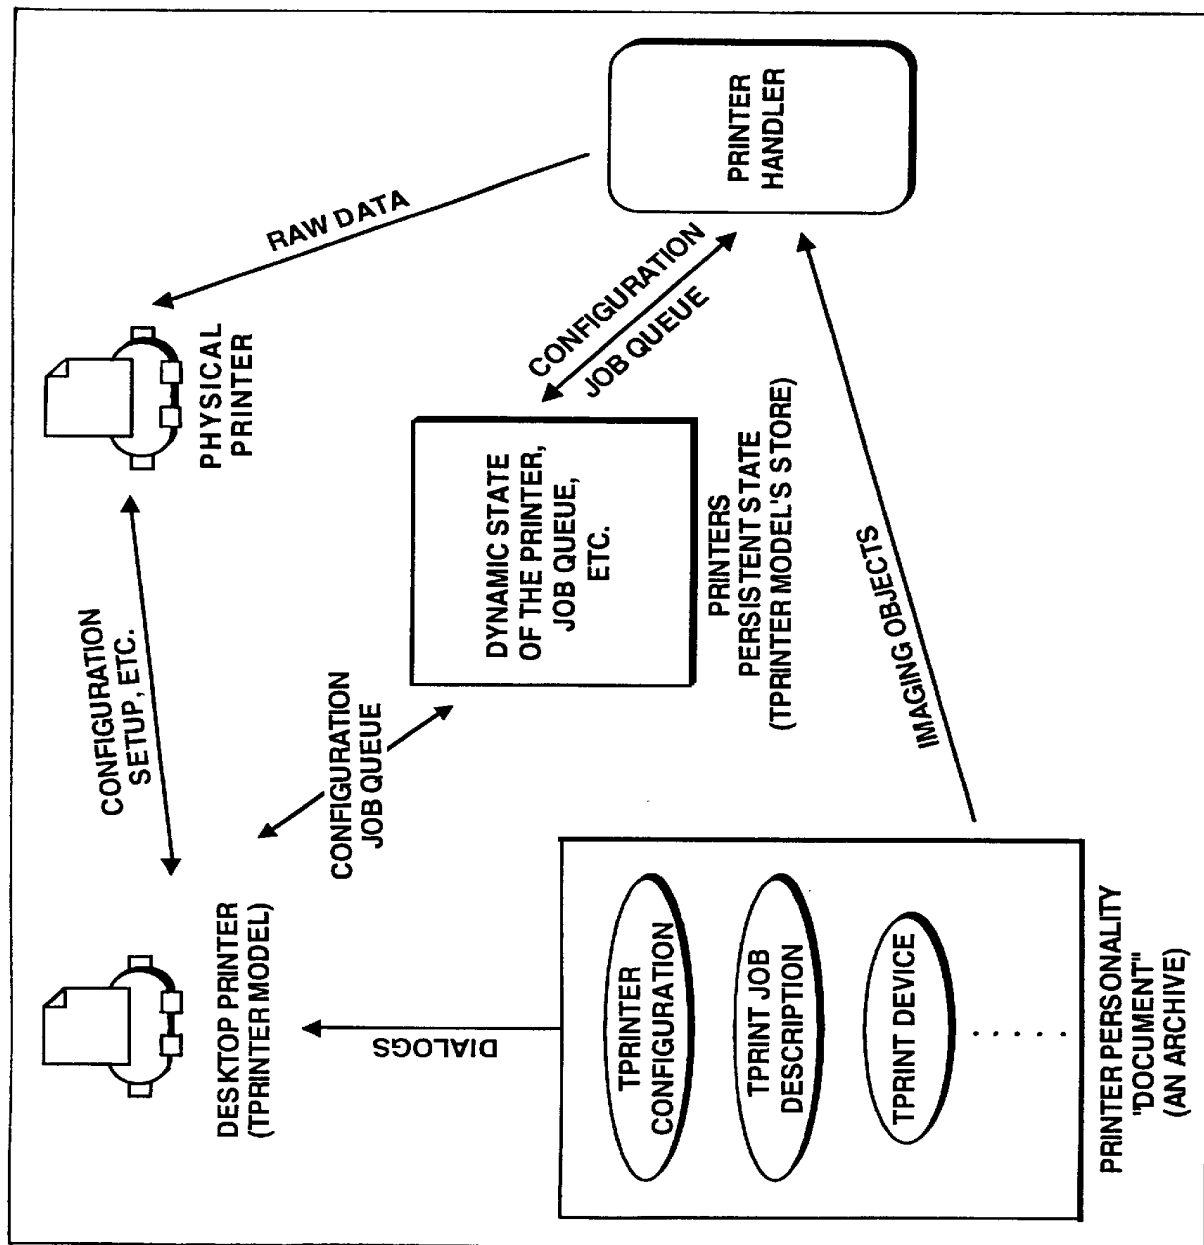 DESKTOP PRINTER
(TPRINTER MODEL)
CONFIGURATION
SETUP, ETC.
PHYSICAL
PRINTER
RAW DATA
DIALOGS
CONFIGURATION
JOB QUEUE
DYNAMIC STATE
OF THE PRINTER,
JOB QUEUE,
ETC.
CONFIGURATION
JOB QUEUE
PRINTERS
PERSISTENT STATE
(TPRINTER MODEL'S STORE)
PRINTER
HANDLER
TPRINTER
CONFIGURATION
TPRINT JOB
DESCRIPTION
TPRINT DEVICE
. . . . . .
IMAGING OBJECTS
PRINTER PERSONALITY
"DOCUMENT"
(AN ARCHIVE)